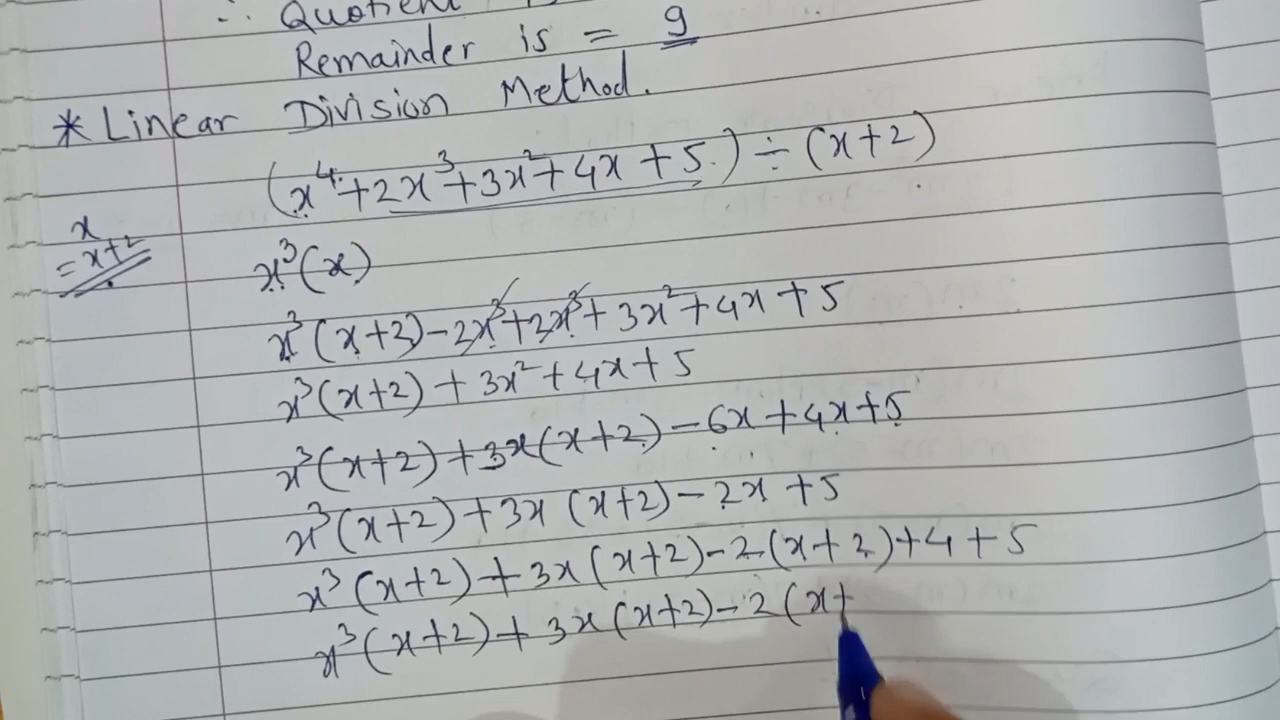 ∴ Quotient
Remainder is = 9
* Linear Division Method.
(x⁴+2x³+3x²+4x+5) ÷ (x+2)
x
= x+2
x³(x)
x³(x+2)-2x³+2x³+3x²+4x+5
x³(x+2)+3x²+4x+5
x³(x+2)+3x(x+2)-6x+4x+5
x³(x+2)+3x(x+2)-2x+5
x³(x+2)+3x(x+2)-2(x+2)+4+5
x³(x+2)+3x(x+2)-2(x+